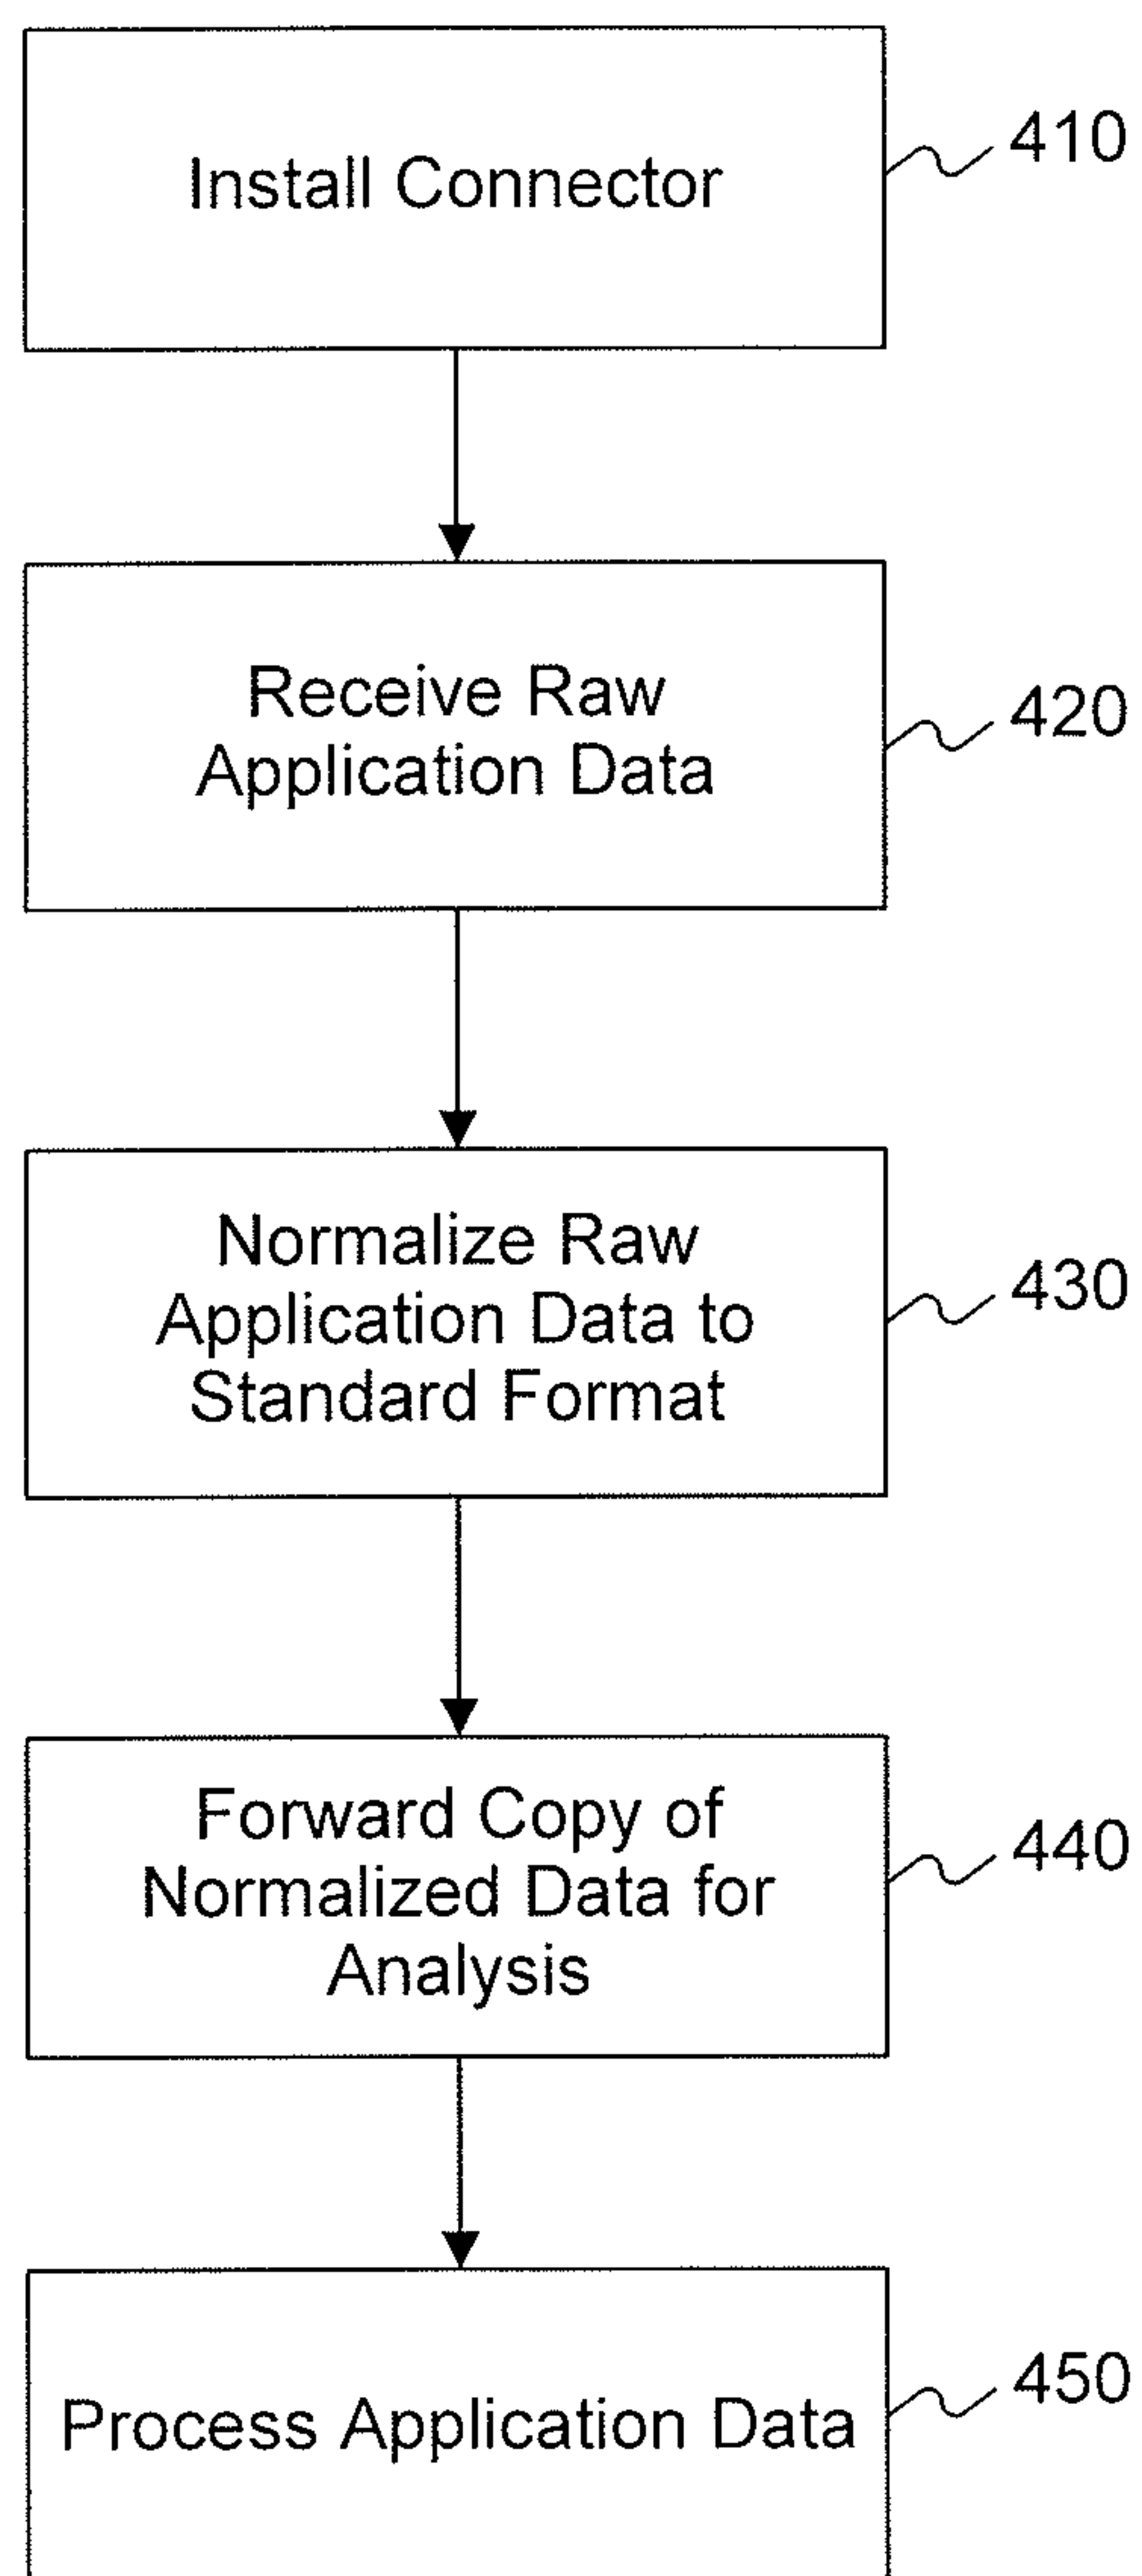 Install Connector
410
Receive Raw
Application Data
420
Normalize Raw
Application Data to
Standard Format
430
Forward Copy of
Normalized Data for
Analysis
440
Process Application Data
450